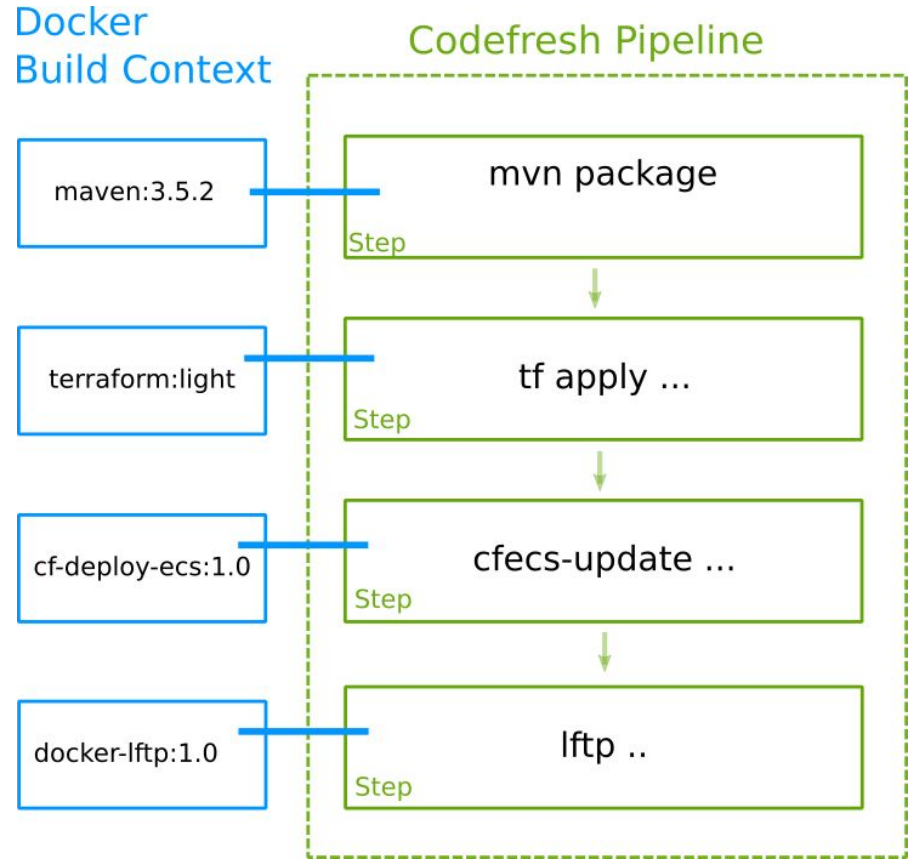 Docker
Build Context
Codefresh Pipeline
maven:3.5.2
mvn package
Step
terraform:light
tf apply ...
Step
cf-deploy-ecs:1.0
cfecs-update ...
Step
docker-lftp:1.0
lftp ..
Step